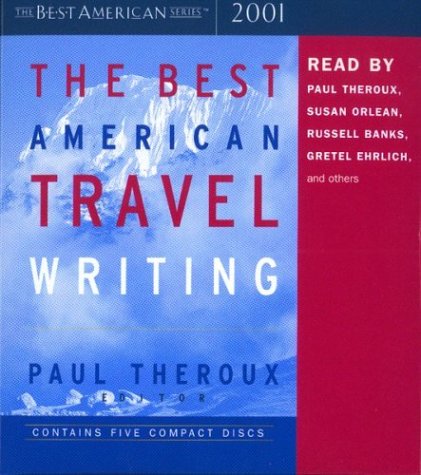 THE BEST AMERICAN SERIES™ 2001
THE BEST
AMERICAN
TRAVEL
WRITING
PAUL THEROUX
EDITOR
CONTAINS FIVE COMPACT DISCS
READ BY
PAUL THEROUX,
SUSAN ORLEAN,
RUSSELL BANKS,
GRETEL EHRLICH,
and others